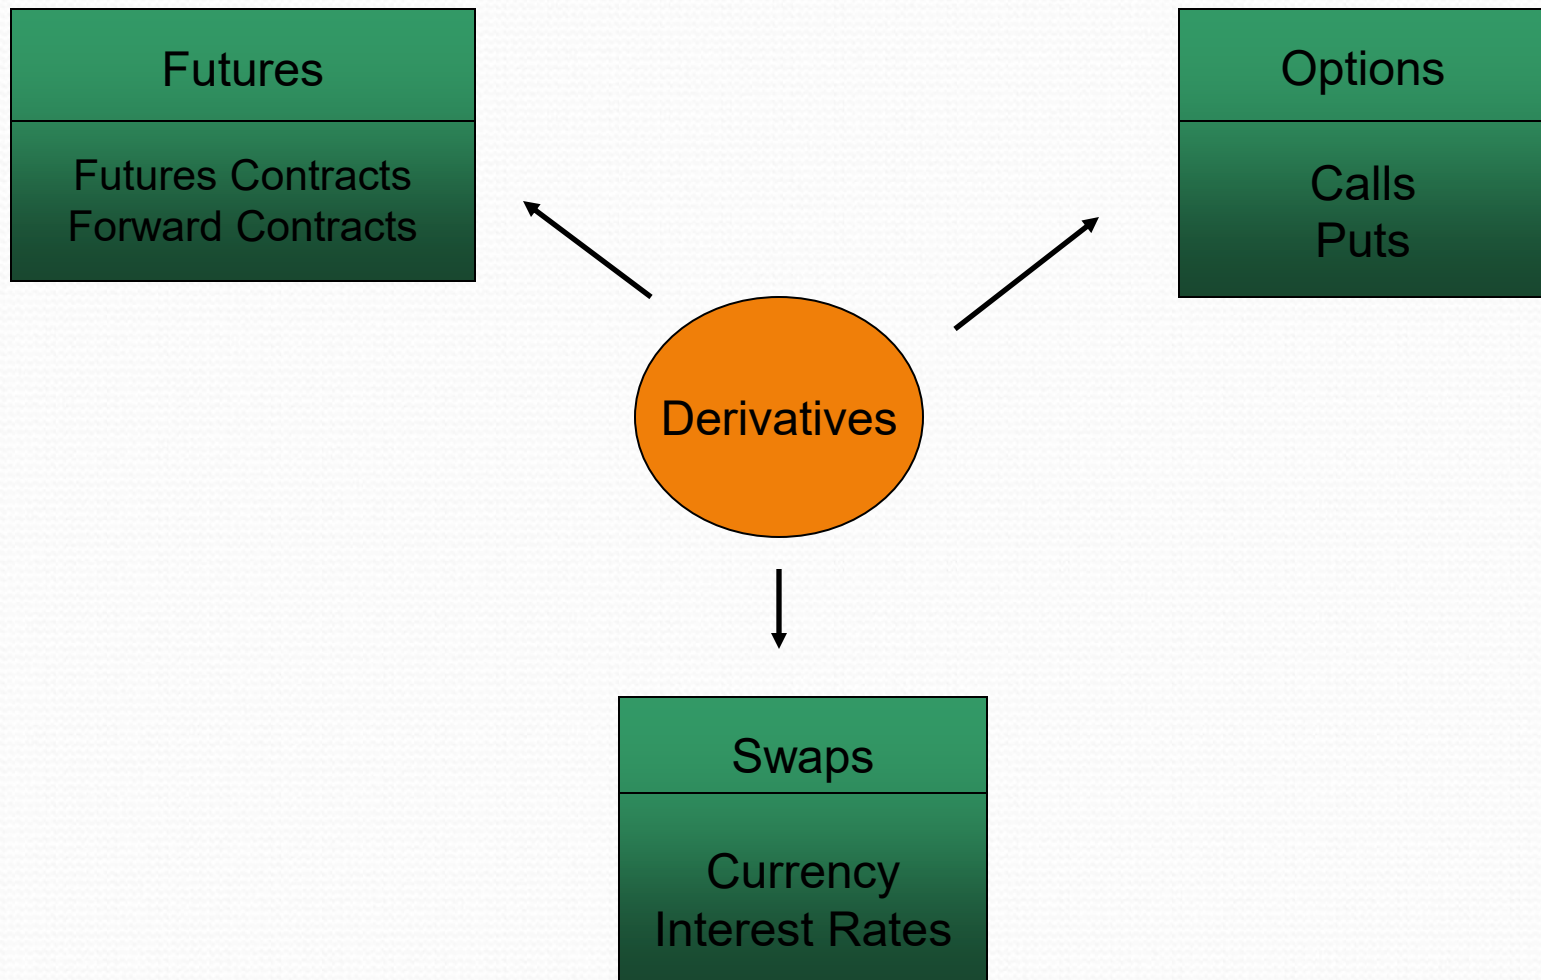 Futures
Futures Contracts
Forward Contracts
Options
Calls
Puts
Derivatives
Swaps
Currency
Interest Rates